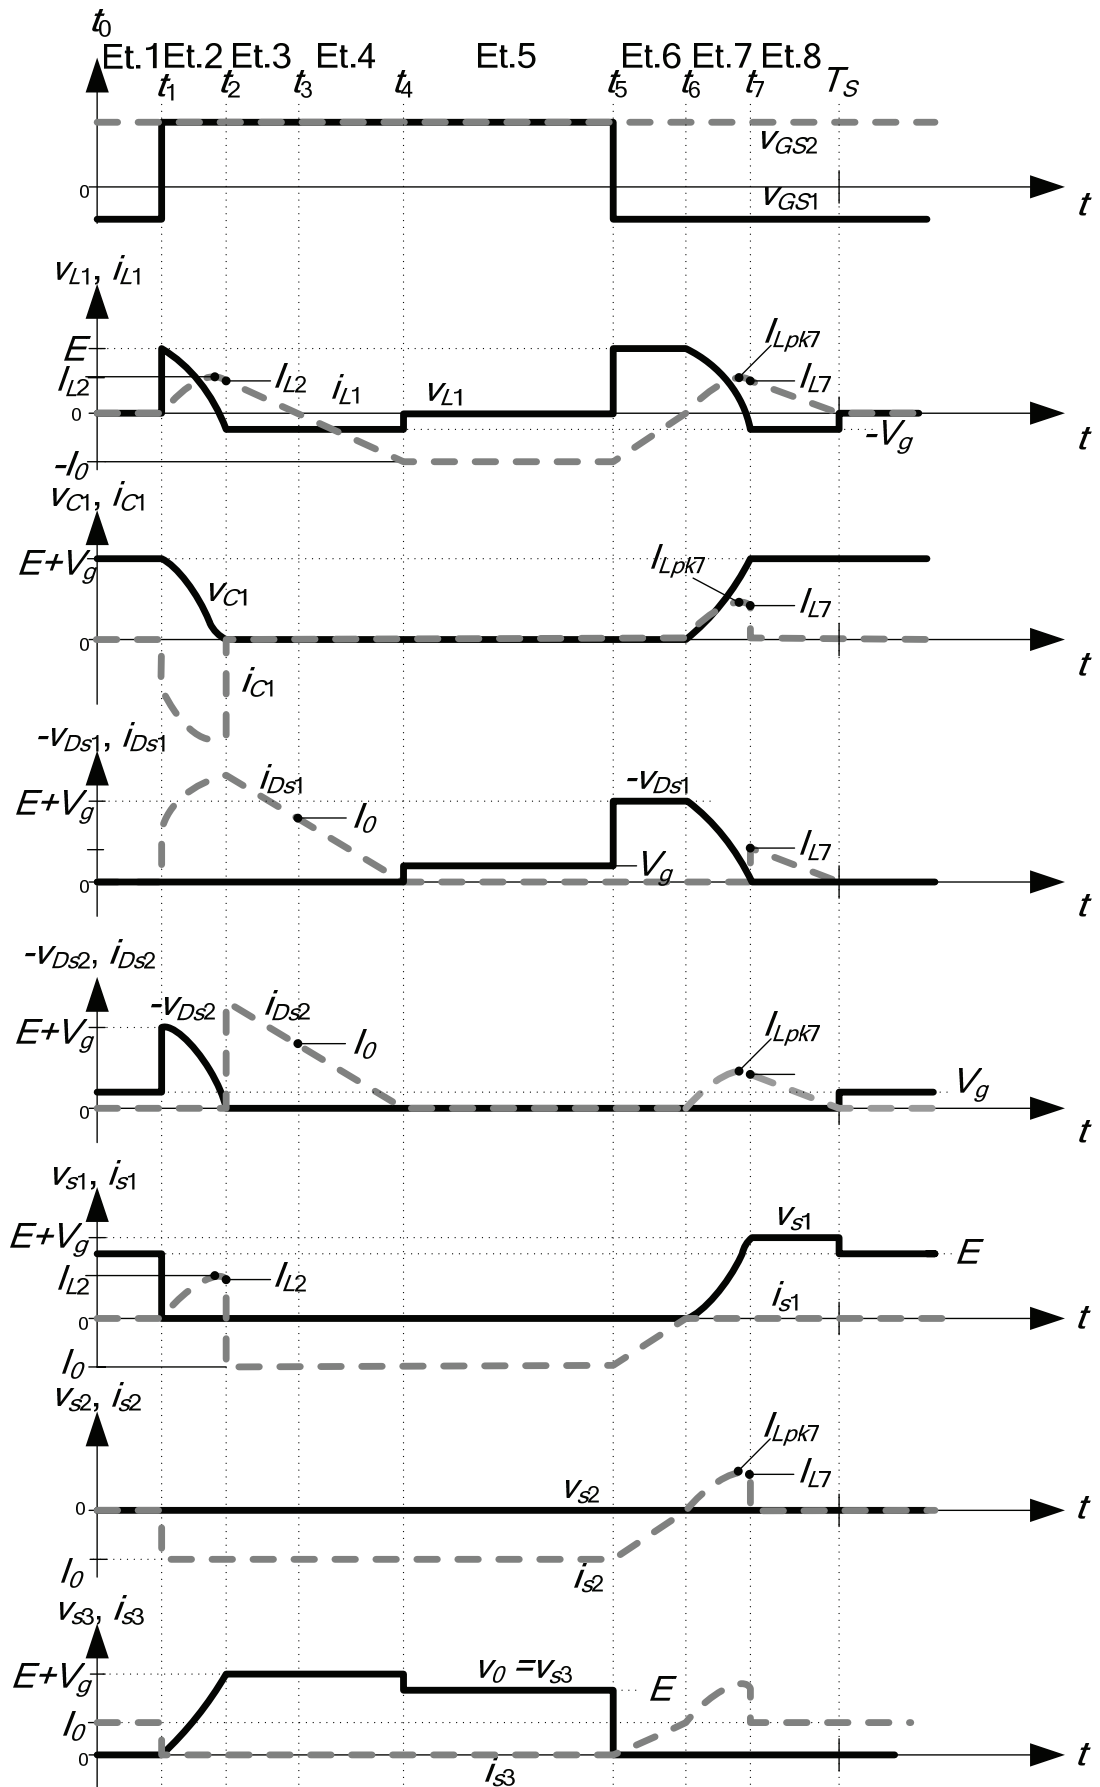 t0
Et.1 Et.2 Et.3 Et.4 Et.5 Et.6 Et.7 Et.8
t1 t2 t3 t4 t5 t6 t7 TS
vGS2
0
vGS1
t
vL1, iL1
ILpk7
E
IL2
IL2
iL1
vL1
IL7
0
-Vg
t
-I0
vC1, iC1
E+Vg
ILpk7
vC1
IL7
0
t
iC1
-vDs1, iDs1
iDs1
-vDs1
E+Vg
I0
IL7
Vg
0
t
-vDs2, iDs2
-vDs2
iDs2
E+Vg
I0
ILpk7
Vg
0
t
vs1, is1
vs1
E+Vg
E
IL2
IL2
is1
0
t
I0
vs2, is2
ILpk7
IL7
vs2
0
t
I0
is2
vs3, is3
E+Vg
v0 =vs3
E
I0
0
is3
t